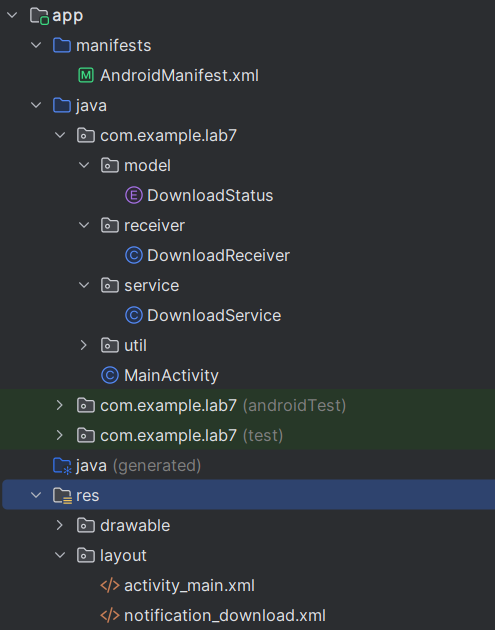 app
manifests
M AndroidManifest.xml
java
com.example.lab7
model
E DownloadStatus
receiver
C DownloadReceiver
service
C DownloadService
util
C MainActivity
com.example.lab7 (androidTest)
com.example.lab7 (test)
java (generated)
res
drawable
layout
</> activity_main.xml
</> notification_download.xml